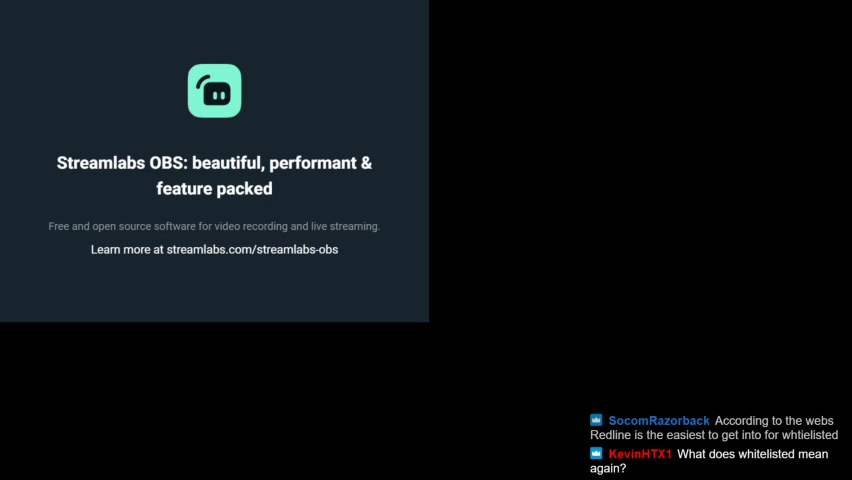 Streamlabs OBS: beautiful, performant &
feature packed
Free and open source software for video recording and live streaming.
Learn more at streamlabs.com/streamlabs-obs
SocomRazorback According to the webs
Redline is the easiest to get into for whtielisted
KevinHTX1 What does whitelisted mean
again?